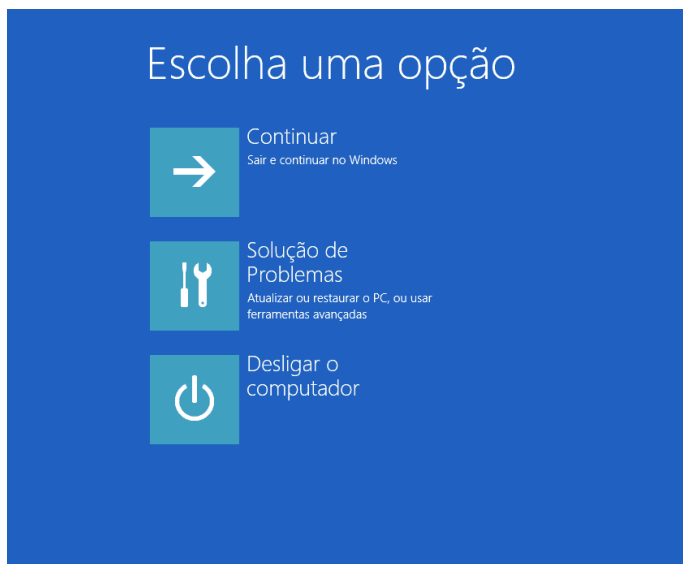 Escolha uma opção
Continuar
Sair e continuar no Windows
Solução de
Problemas
Atualizar ou restaurar o PC, ou usar
ferramentas avançadas
Desligar o
computador